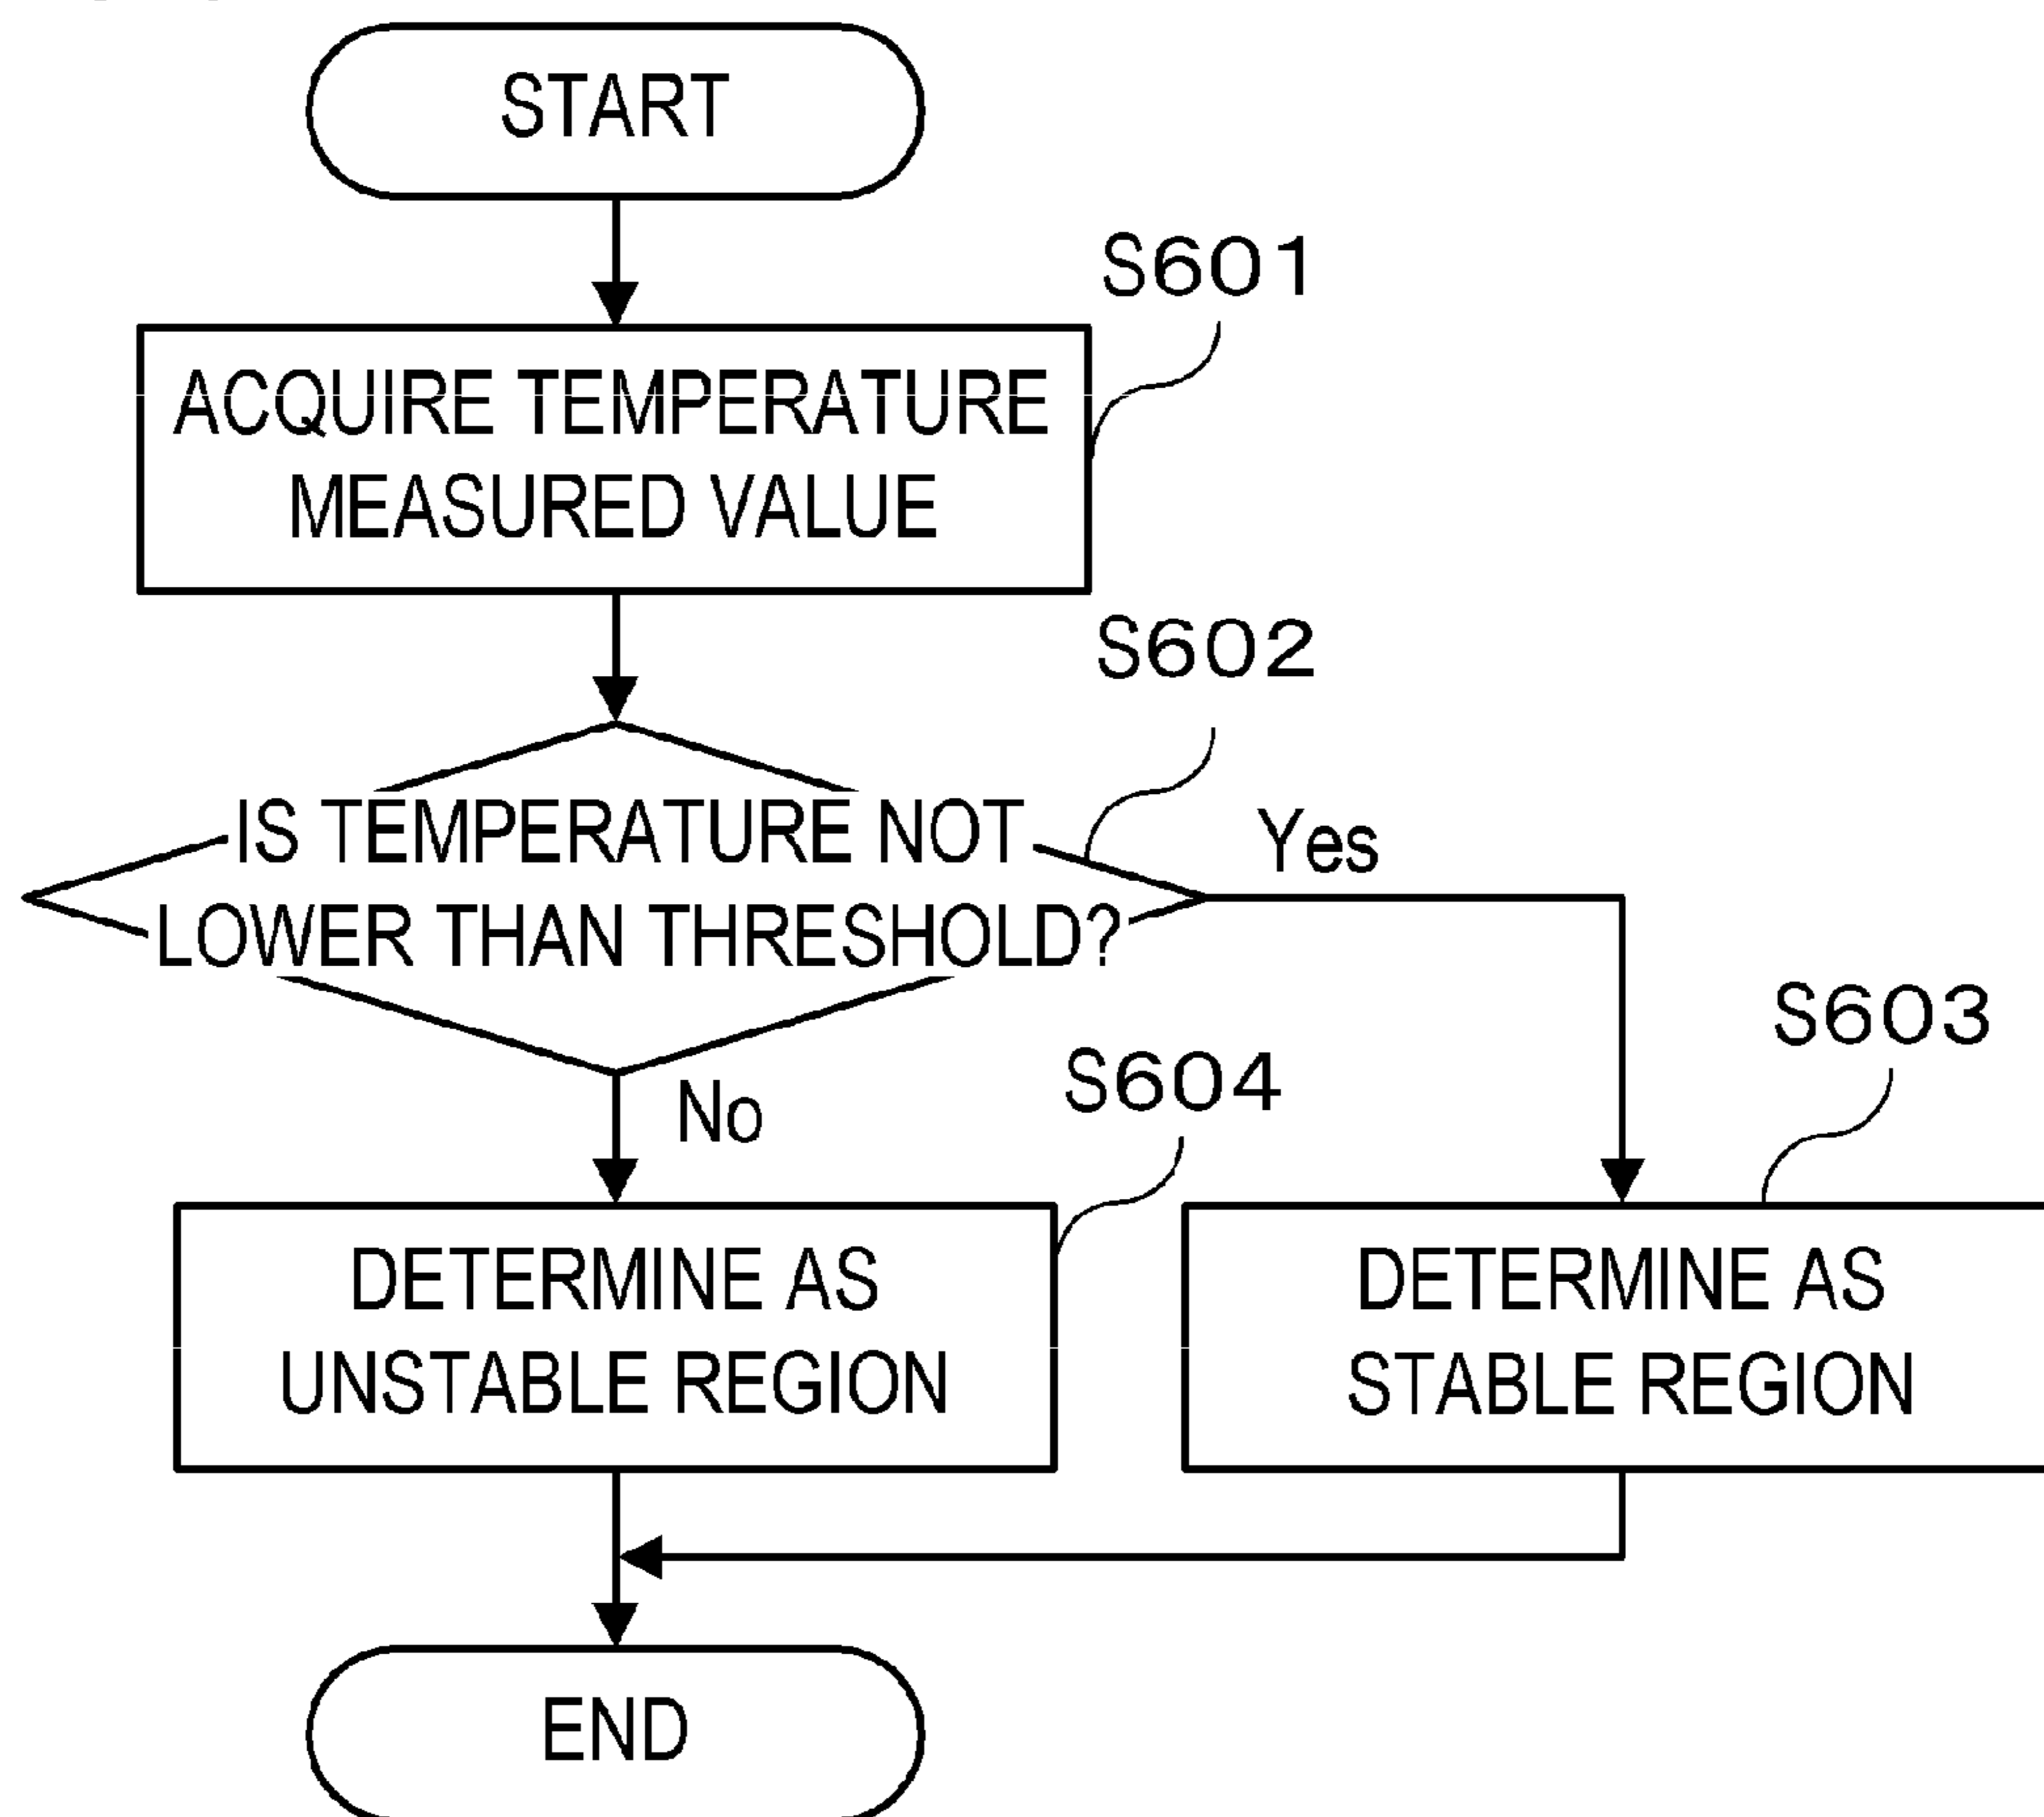 START
S601
ACQUIRE TEMPERATURE
MEASURED VALUE
S602
IS TEMPERATURE NOT
LOWER THAN THRESHOLD?
Yes
No
S604
S603
DETERMINE AS
UNSTABLE REGION
DETERMINE AS
STABLE REGION
END